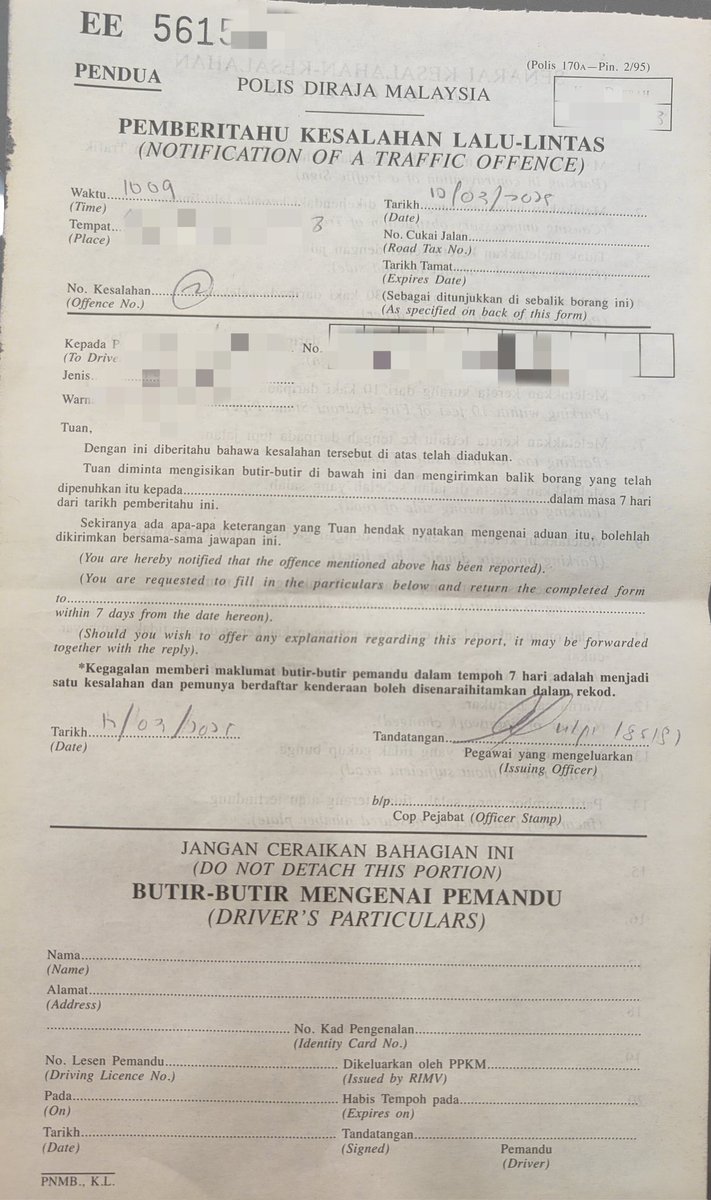 EE 5615
(Polis 170A—Pin. 2/95)
PENDUA
POLIS DIRAJA MALAYSIA
PEMBERITAHU KESALAHAN LALU-LINTAS
(NOTIFICATION OF A TRAFFIC OFFENCE)
Waktu 1009
(Time)
Tarikh 10/03/2025
(Date)
Tempat
(Place)
No. Cukai Jalan
(Road Tax No.)
Tarikh Tamat
(Expires Date)
No. Kesalahan 2
(Offence No.)
(Sebagai ditunjukkan di sebalik borang ini)
(As specified on back of this form)
Kepada P
(To Drive
No.
Jenis
Warn
Tuan,
Dengan ini diberitahu bahawa kesalahan tersebut di atas telah diadukan.
Tuan diminta mengisikan butir-butir di bawah ini dan mengirimkan balik borang yang telah
dipenuhkan itu kepada dalam masa 7 hari
dari tarikh pemberitahu ini.
Sekiranya ada apa-apa keterangan yang Tuan hendak nyatakan mengenai aduan itu, bolehlah
dikirimkan bersama-sama jawapan ini.
(You are hereby notified that the offence mentioned above has been reported).
(You are requested to fill in the particulars below and return the completed form
to
within 7 days from the date hereon).
(Should you wish to offer any explanation regarding this report, it may be forwarded
together with the reply).
*Kegagalan memberi maklumat butir-butir pemandu dalam tempoh 7 hari adalah menjadi
satu kesalahan dan pemunya berdaftar kenderaan boleh disenaraihitamkan dalam rekod.
Tarikh /03/2025
(Date)
Tandatangan
Pegawai yang mengeluarkan
(Issuing Officer)
b/p
Cop Pejabat (Officer Stamp)
JANGAN CERAIKAN BAHAGIAN INI
(DO NOT DETACH THIS PORTION)
BUTIR-BUTIR MENGENAI PEMANDU
(DRIVER'S PARTICULARS)
Nama
(Name)
Alamat
(Address)
No. Kad Pengenalan
(Identity Card No.)
No. Lesen Pemandu
(Driving Licence No.)
Dikeluarkan oleh PPKM
(Issued by RIMV)
Pada
(On)
Habis Tempoh pada
(Expires on)
Tarikh
(Date)
Tandatangan
(Signed)
Pemandu
(Driver)
PNMB., K.L.